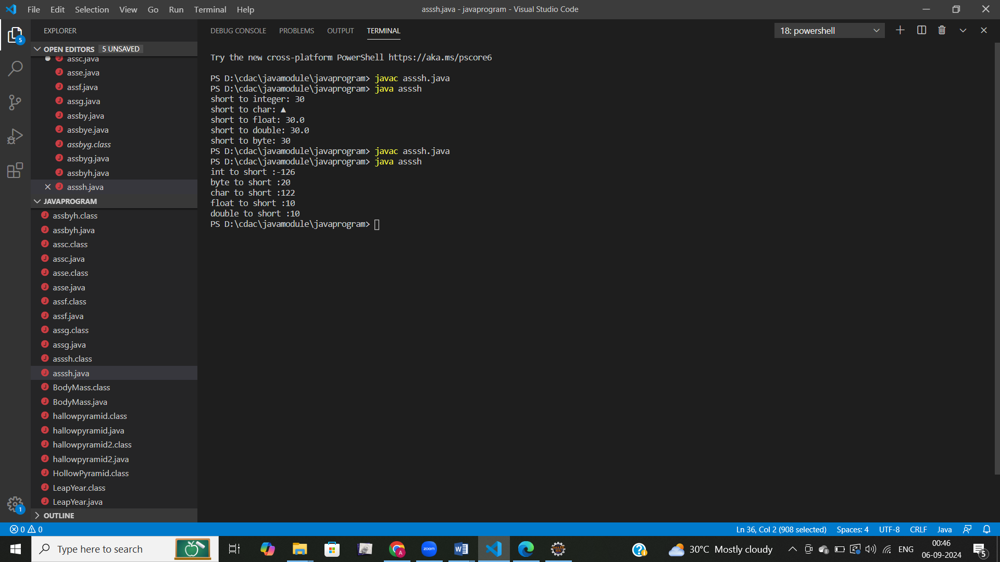 File Edit Selection View Go Run Terminal Help
asssh.java - javaprogram - Visual Studio Code
5
1
EXPLORER
OPEN EDITORS 5 UNSAVED
assc.java
asse.java
assf.java
assg.java
assby.java
assbye.java
assbyg.class
assbyg.java
assbyh.java
asssh.java
JAVAPROGRAM
assbyh.class
assbyh.java
assc.class
assc.java
asse.class
asse.java
assf.class
assf.java
assg.class
assg.java
asssh.class
asssh.java
BodyMass.class
BodyMass.java
hallowpyramid.class
hallowpyramid.java
hallowpyramid2.class
hallowpyramid2.java
HollowPyramid.class
LeapYear.class
LeapYear.java
OUTLINE
DEBUG CONSOLE PROBLEMS OUTPUT TERMINAL
18: powershell
Try the new cross-platform PowerShell https://aka.ms/pscore6
PS D:\cdac\javamodule\javaprogram> javac asssh.java
PS D:\cdac\javamodule\javaprogram> java asssh
short to integer: 30
short to char: ▲
short to float: 30.0
short to double: 30.0
short to byte: 30
PS D:\cdac\javamodule\javaprogram> javac asssh.java
PS D:\cdac\javamodule\javaprogram> java asssh
int to short :-126
byte to short :20
char to short :122
float to short :10
double to short :10
PS D:\cdac\javamodule\javaprogram>
0 0
Ln 36, Col 2 (908 selected) Spaces: 4 UTF-8 CRLF Java
Type here to search
zoom
30°C Mostly cloudy
ENG
00:46
06-09-2024
5